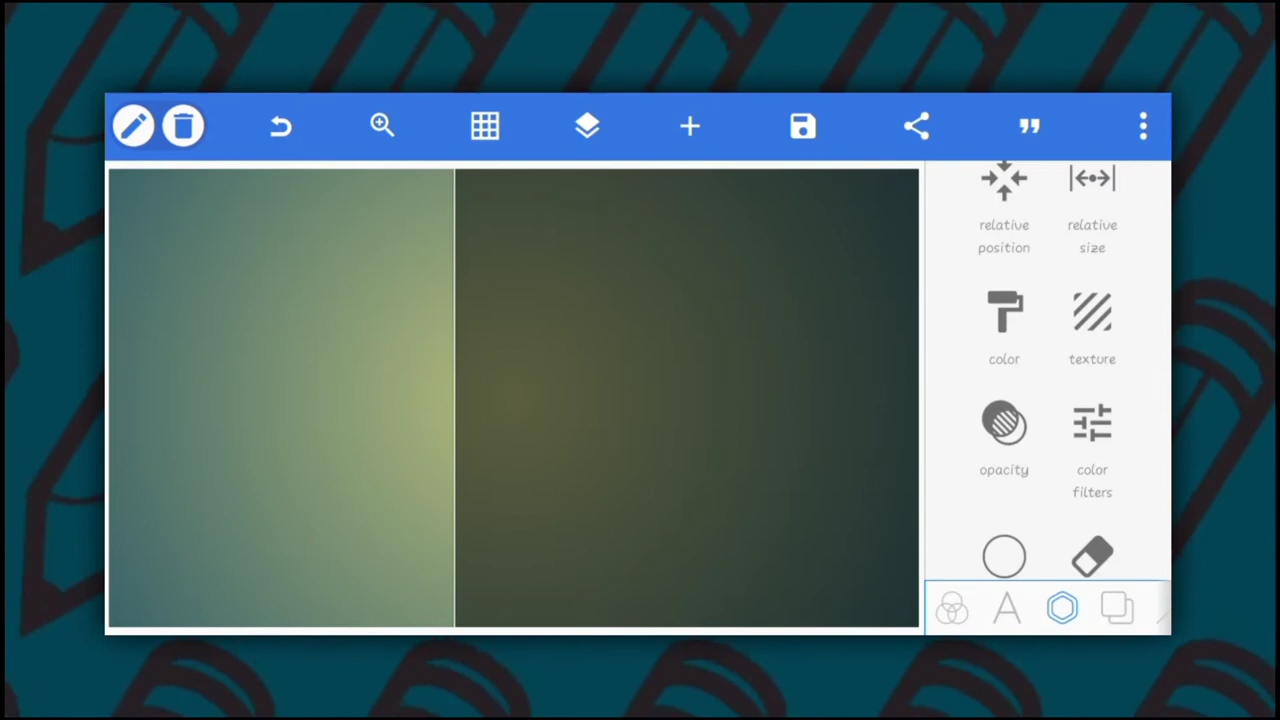 relative relative
position size
color texture
opacity color
filters